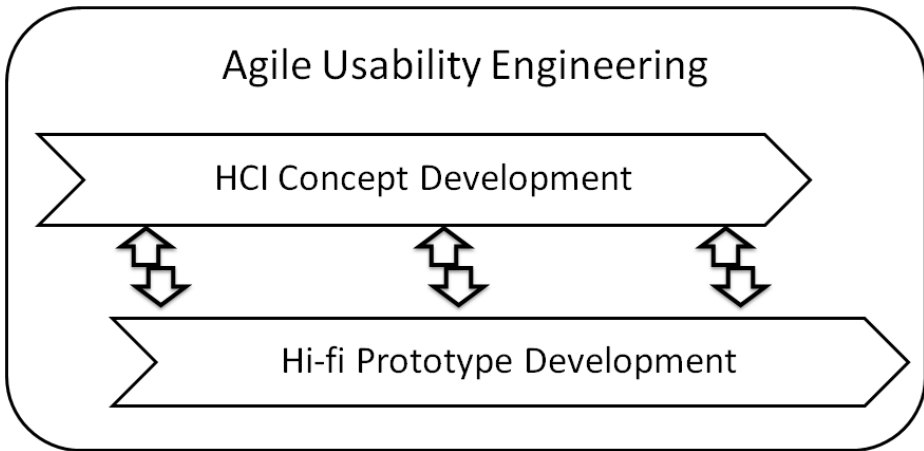 Agile Usability Engineering
HCI Concept Development
Hi-fi Prototype Development